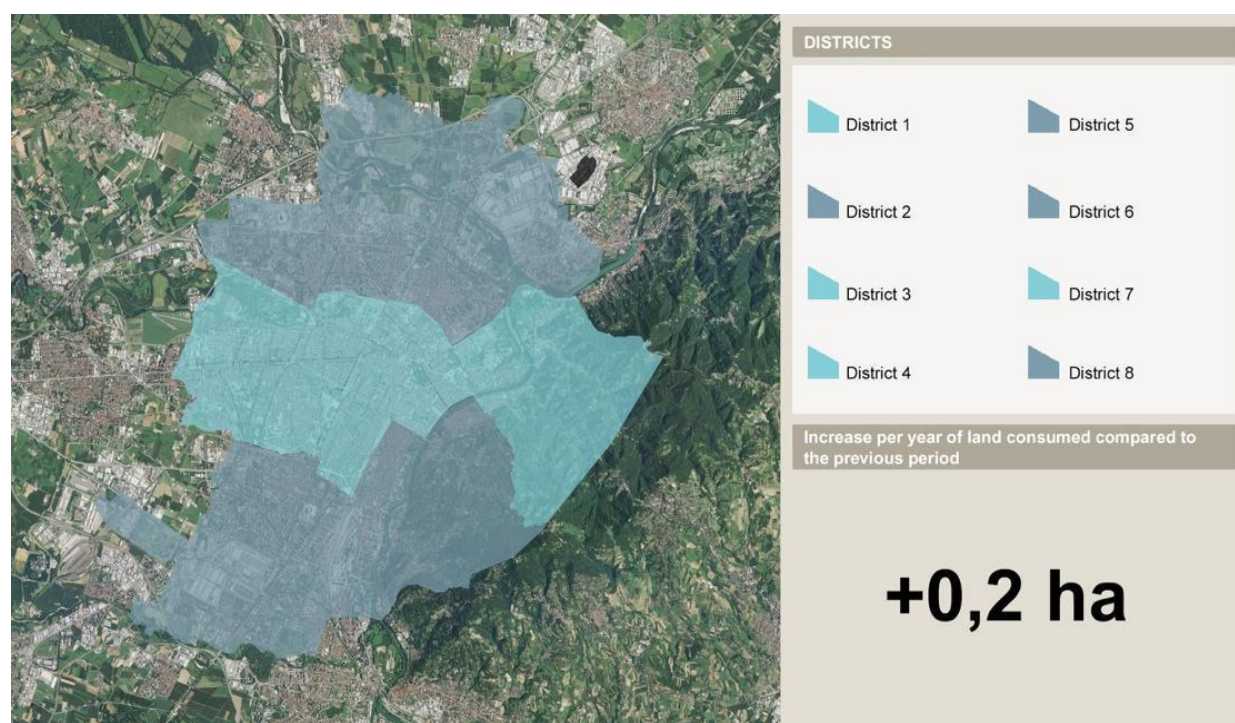 DISTRICTS
District 1
District 5
District 2
District 6
District 3
District 7
District 4
District 8
Increase per year of land consumed compared to
the previous period
+0,2 ha